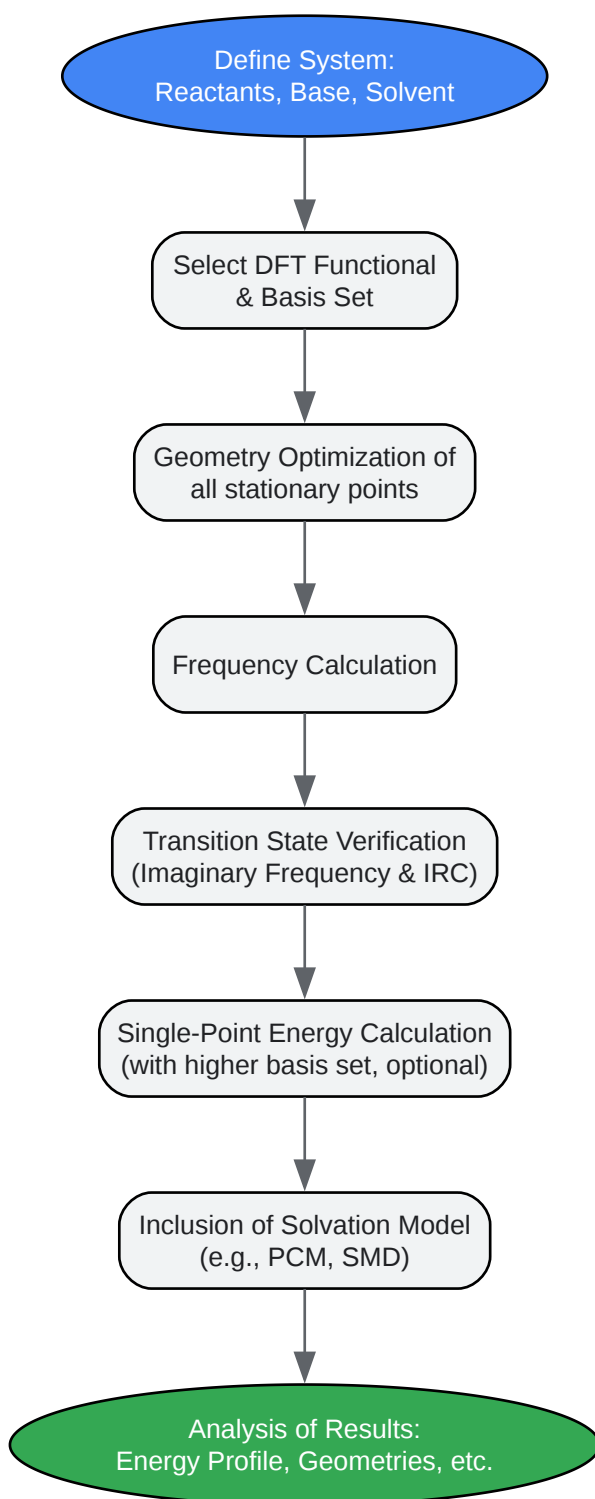 Define System:
Reactants, Base, Solvent
Select DFT Functional
& Basis Set
Geometry Optimization of
all stationary points
Frequency Calculation
Transition State Verification
(Imaginary Frequency & IRC)
Single-Point Energy Calculation
(with higher basis set, optional)
Inclusion of Solvation Model
(e.g., PCM, SMD)
Analysis of Results:
Energy Profile, Geometries, etc.